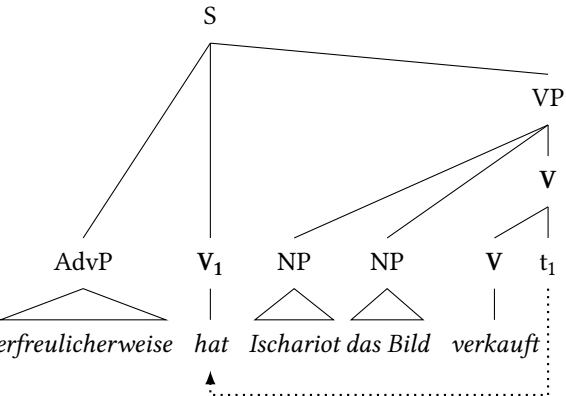 S
VP
V
AdvP V₁ NP NP V t₁
erfreulicherweise hat Ischariot das Bild verkauft